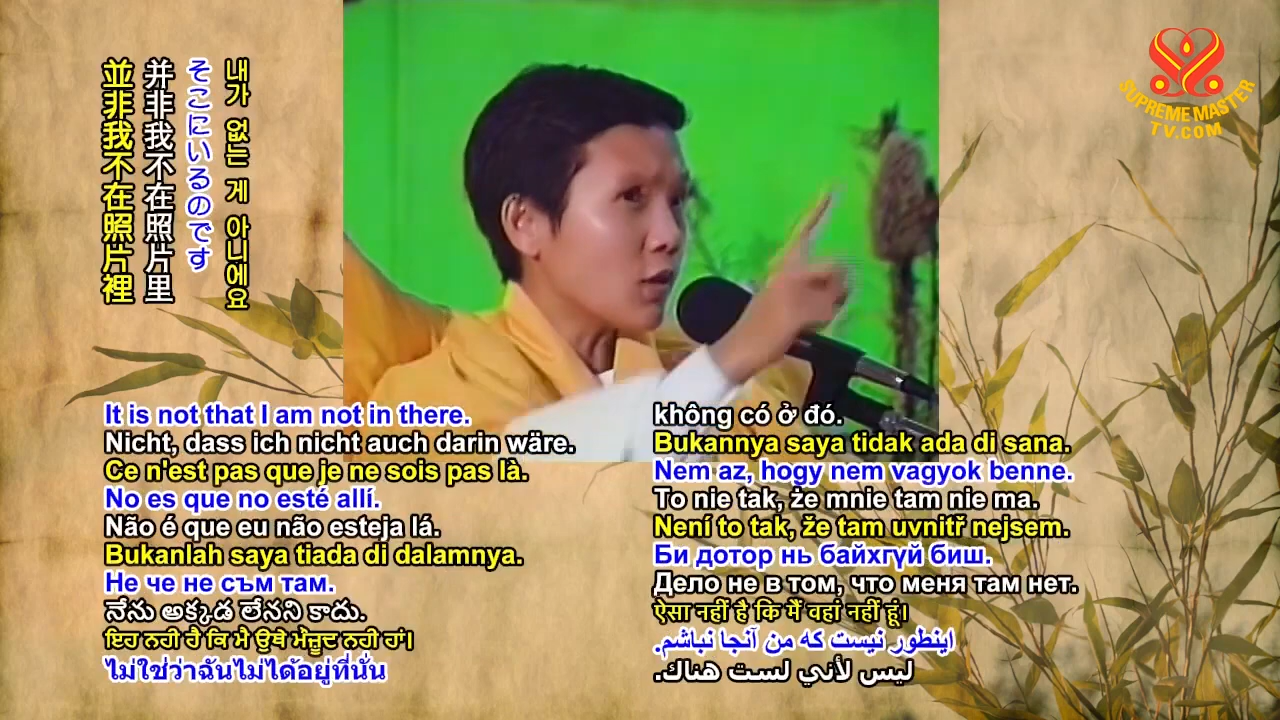 SUPREME MASTER
TV.COM
並非我不在照片裡
并非我不在照片里
そこにいるのです
내가 없는 게 아니에요
It is not that I am not in there.
Nicht, dass ich nicht auch darin wäre.
Ce n'est pas que je ne sois pas là.
No es que no esté allí.
Não é que eu não esteja lá.
Bukanlah saya tiada di dalamnya.
Не че не съм там.
నేను అక్కడ లేనని కాదు.
ਇਹ ਨਹੀ ਹੈ ਕਿ ਮੈ ਉਥੇ ਮੌਜੂਦ ਨਹੀ ਹਾਂ।
ไม่ใช่ว่าฉันไม่ได้อยู่ที่นั่น
không có ở đó.
Bukannya saya tidak ada di sana.
Nem az, hogy nem vagyok benne.
To nie tak, że mnie tam nie ma.
Není to tak, že tam uvnitř nejsem.
Би дотор нь байхгүй биш.
Дело не в том, что меня там нет.
ऐसा नहीं है कि मैं वहां नहीं हूं।
اینطور نیست که من آنجا نباشم.
ليس لأني لست هناك.